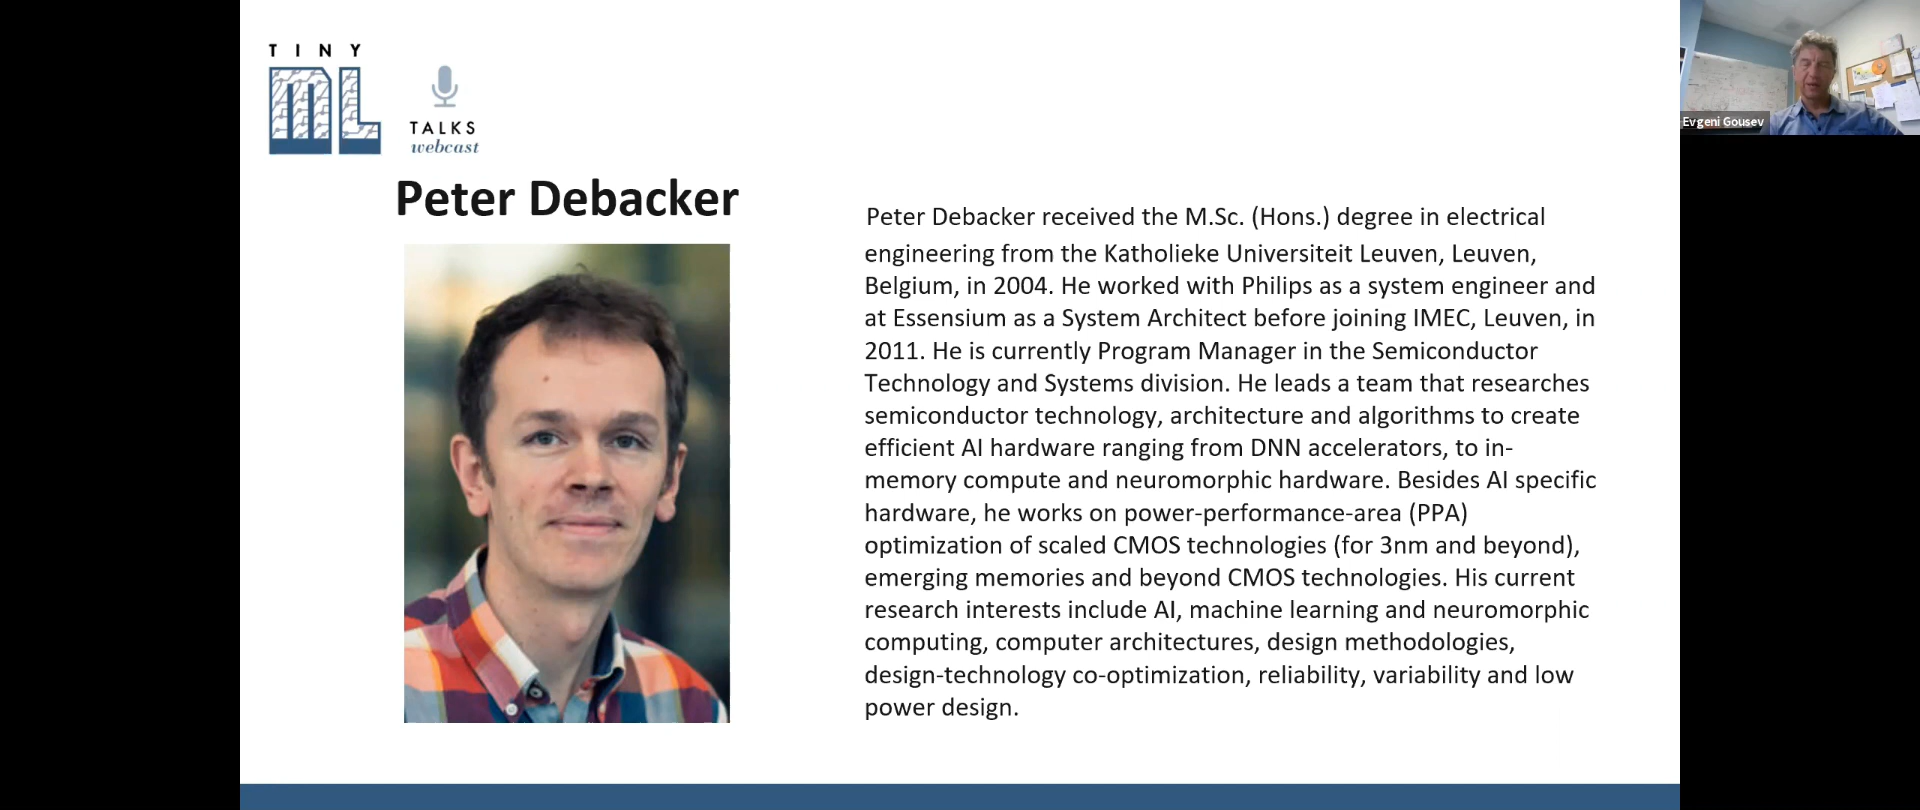 TINY
ML
TALKS
webcast
Evgeni Gousev
Peter Debacker
Peter Debacker received the M.Sc. (Hons.) degree in electrical
engineering from the Katholieke Universiteit Leuven, Leuven,
Belgium, in 2004. He worked with Philips as a system engineer and
at Essensium as a System Architect before joining IMEC, Leuven, in
2011. He is currently Program Manager in the Semiconductor
Technology and Systems division. He leads a team that researches
semiconductor technology, architecture and algorithms to create
efficient AI hardware ranging from DNN accelerators, to in-
memory compute and neuromorphic hardware. Besides AI specific
hardware, he works on power-performance-area (PPA)
optimization of scaled CMOS technologies (for 3nm and beyond),
emerging memories and beyond CMOS technologies. His current
research interests include AI, machine learning and neuromorphic
computing, computer architectures, design methodologies,
design-technology co-optimization, reliability, variability and low
power design.